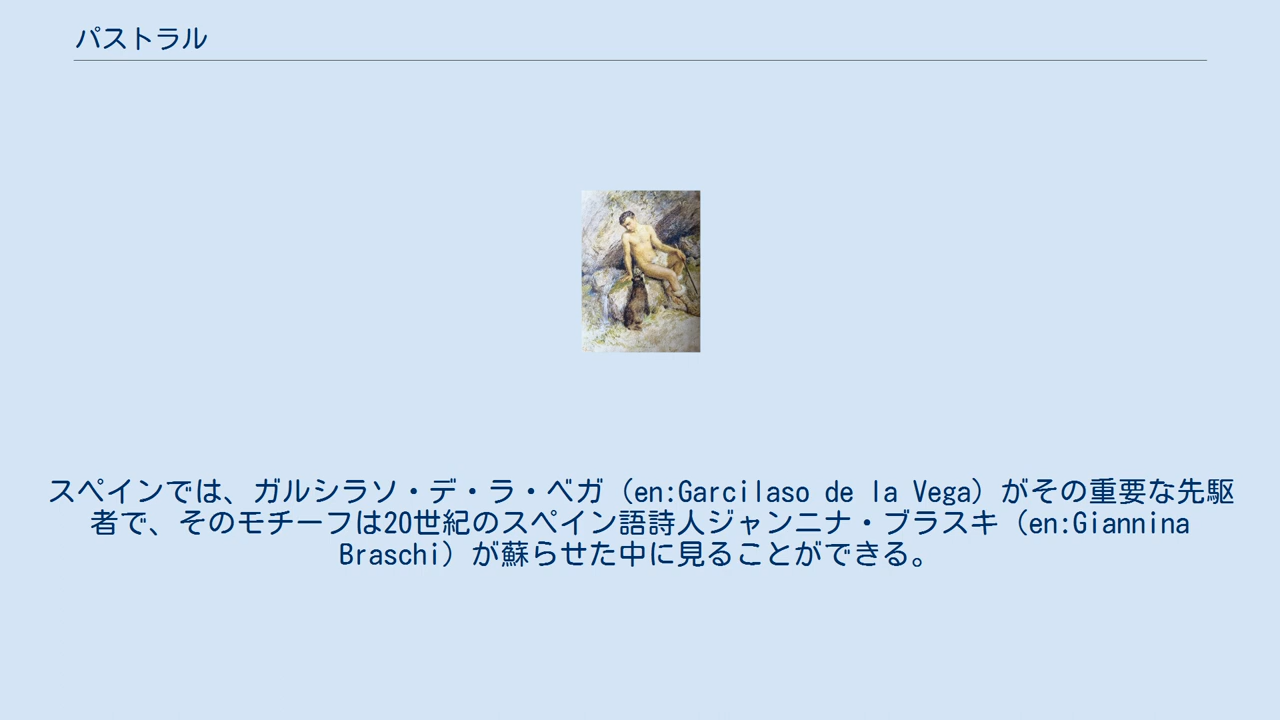 パストラル
スペインでは、ガルシラソ・デ・ラ・ベガ（en:Garcilaso de la Vega）がその重要な先駆
者で、そのモチーフは20世紀のスペイン語詩人ジャンニナ・ブラスキ（en:Giannina
Braschi）が蘇らせた中に見ることができる。